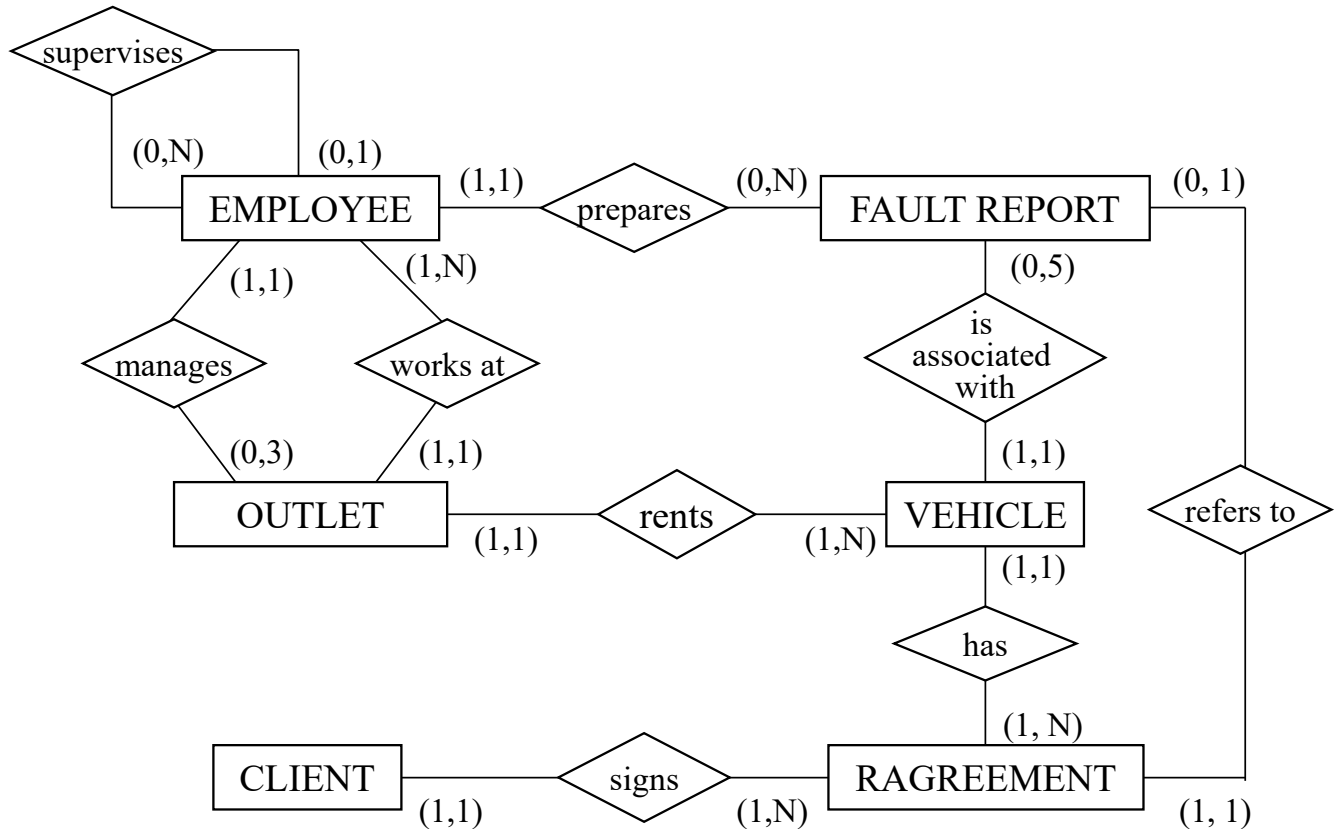 supervises
(0,N)
(0,1)
(1,1)
(0,N)
(0, 1)
EMPLOYEE
prepares
FAULT REPORT
(1,1)
(1,N)
(0,5)
manages
works at
is
associated
with
(0,3)
(1,1)
(1,1)
OUTLET
rents
VEHICLE
refers to
(1,1)
(1,N)
(1,1)
has
(1, N)
CLIENT
signs
RAGREEMENT
(1,1)
(1,N)
(1, 1)